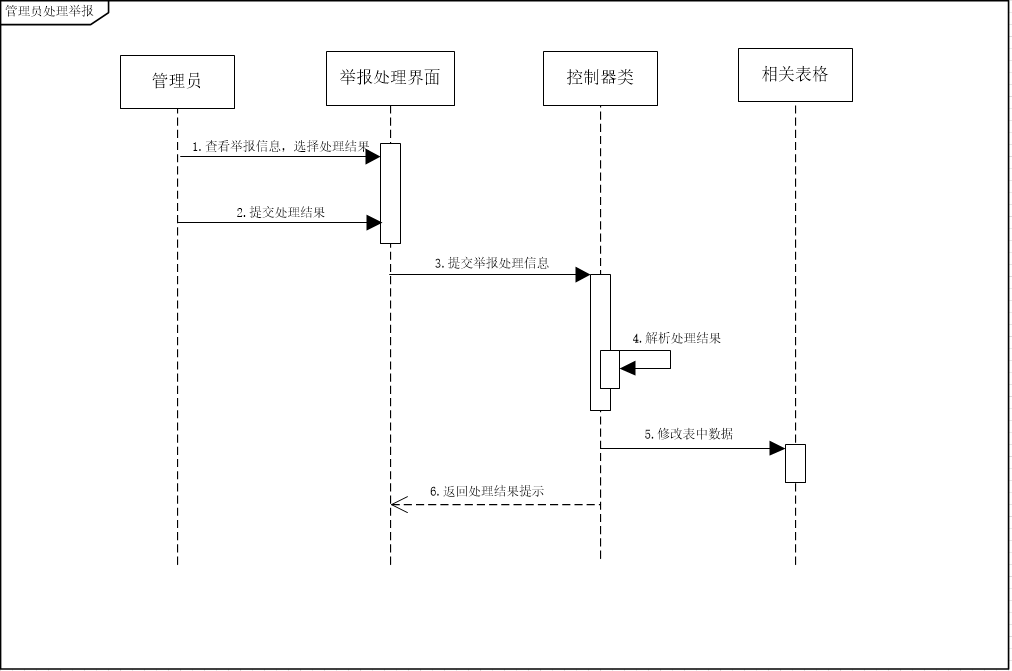 管理员处理举报
管理员
举报处理界面
控制器类
相关表格
1.查看举报信息，选择处理结果
2.提交处理结果
3.提交举报处理信息
4.解析处理结果
5.修改表中数据
6.返回处理结果提示